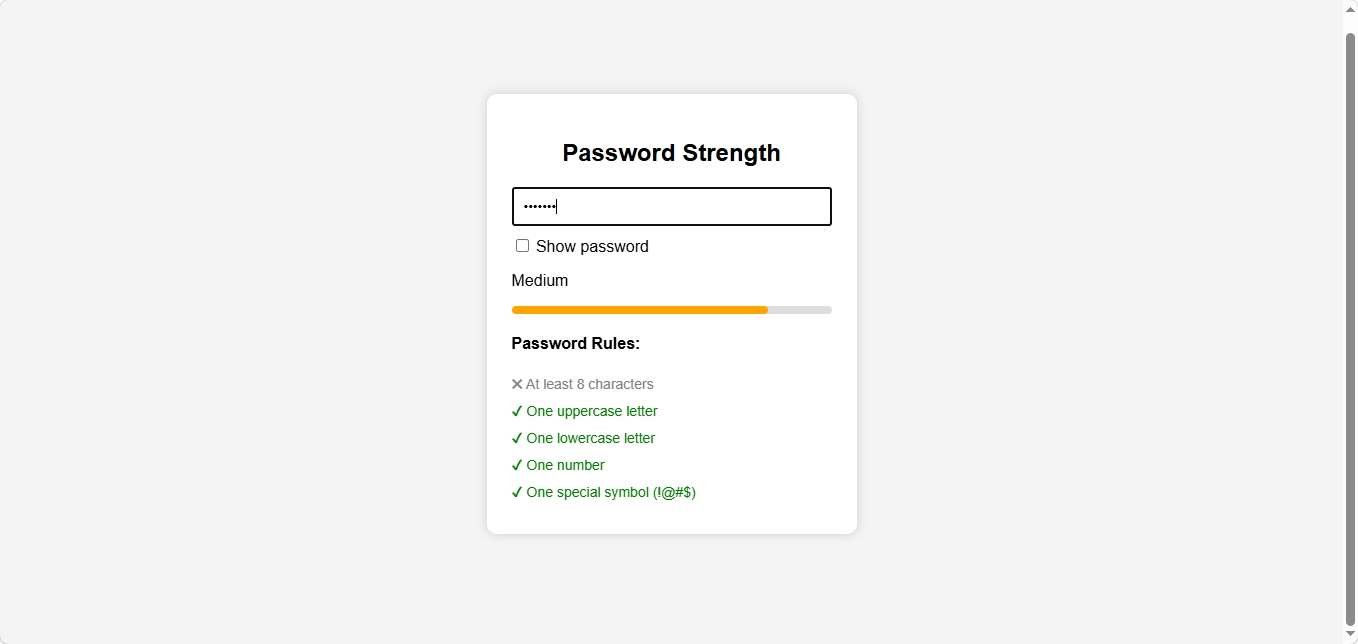 Password Strength
•••••••
Show password
Medium
Password Rules:
✕ At least 8 characters
✓ One uppercase letter
✓ One lowercase letter
✓ One number
✓ One special symbol (!@#$)